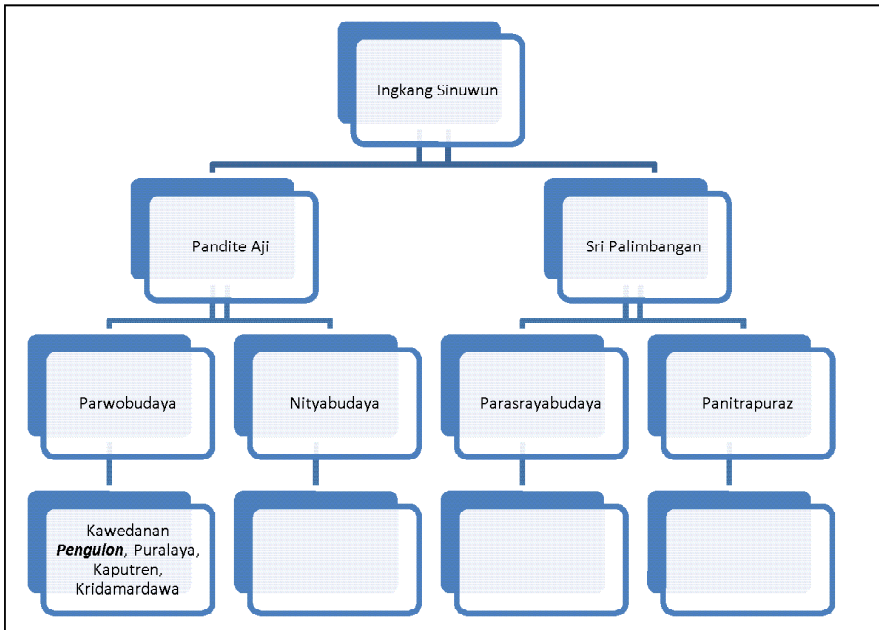 Ingkang Sinuwun
Pandite Aji
Sri Palimbangan
Parwobudaya
Nityabudaya
Parasrayabudaya
Panitrapuraz
Kawedanan
Pengulon, Puralaya,
Kaputren,
Kridamardawa